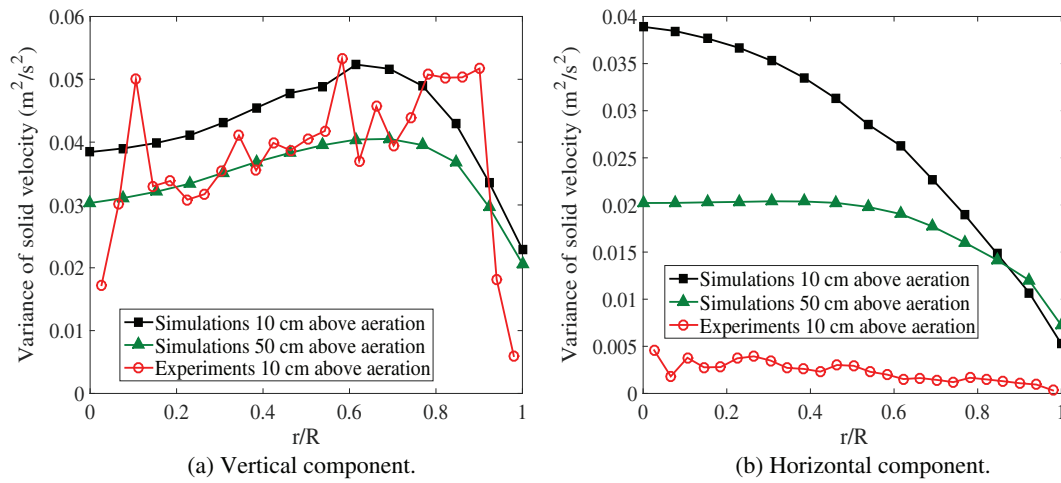 0.06
0.05
0.04
0.03
0.02
0.01
0
Variance of solid velocity (m²/s²)
Simulations 10 cm above aeration
Simulations 50 cm above aeration
Experiments 10 cm above aeration
0 0.2 0.4 0.6 0.8 1
r/R
(a) Vertical component.
0.04
0.035
0.03
0.025
0.02
0.015
0.01
0.005
0
Variance of solid velocity (m²/s²)
Simulations 10 cm above aeration
Simulations 50 cm above aeration
Experiments 10 cm above aeration
0 0.2 0.4 0.6 0.8 1
r/R
(b) Horizontal component.